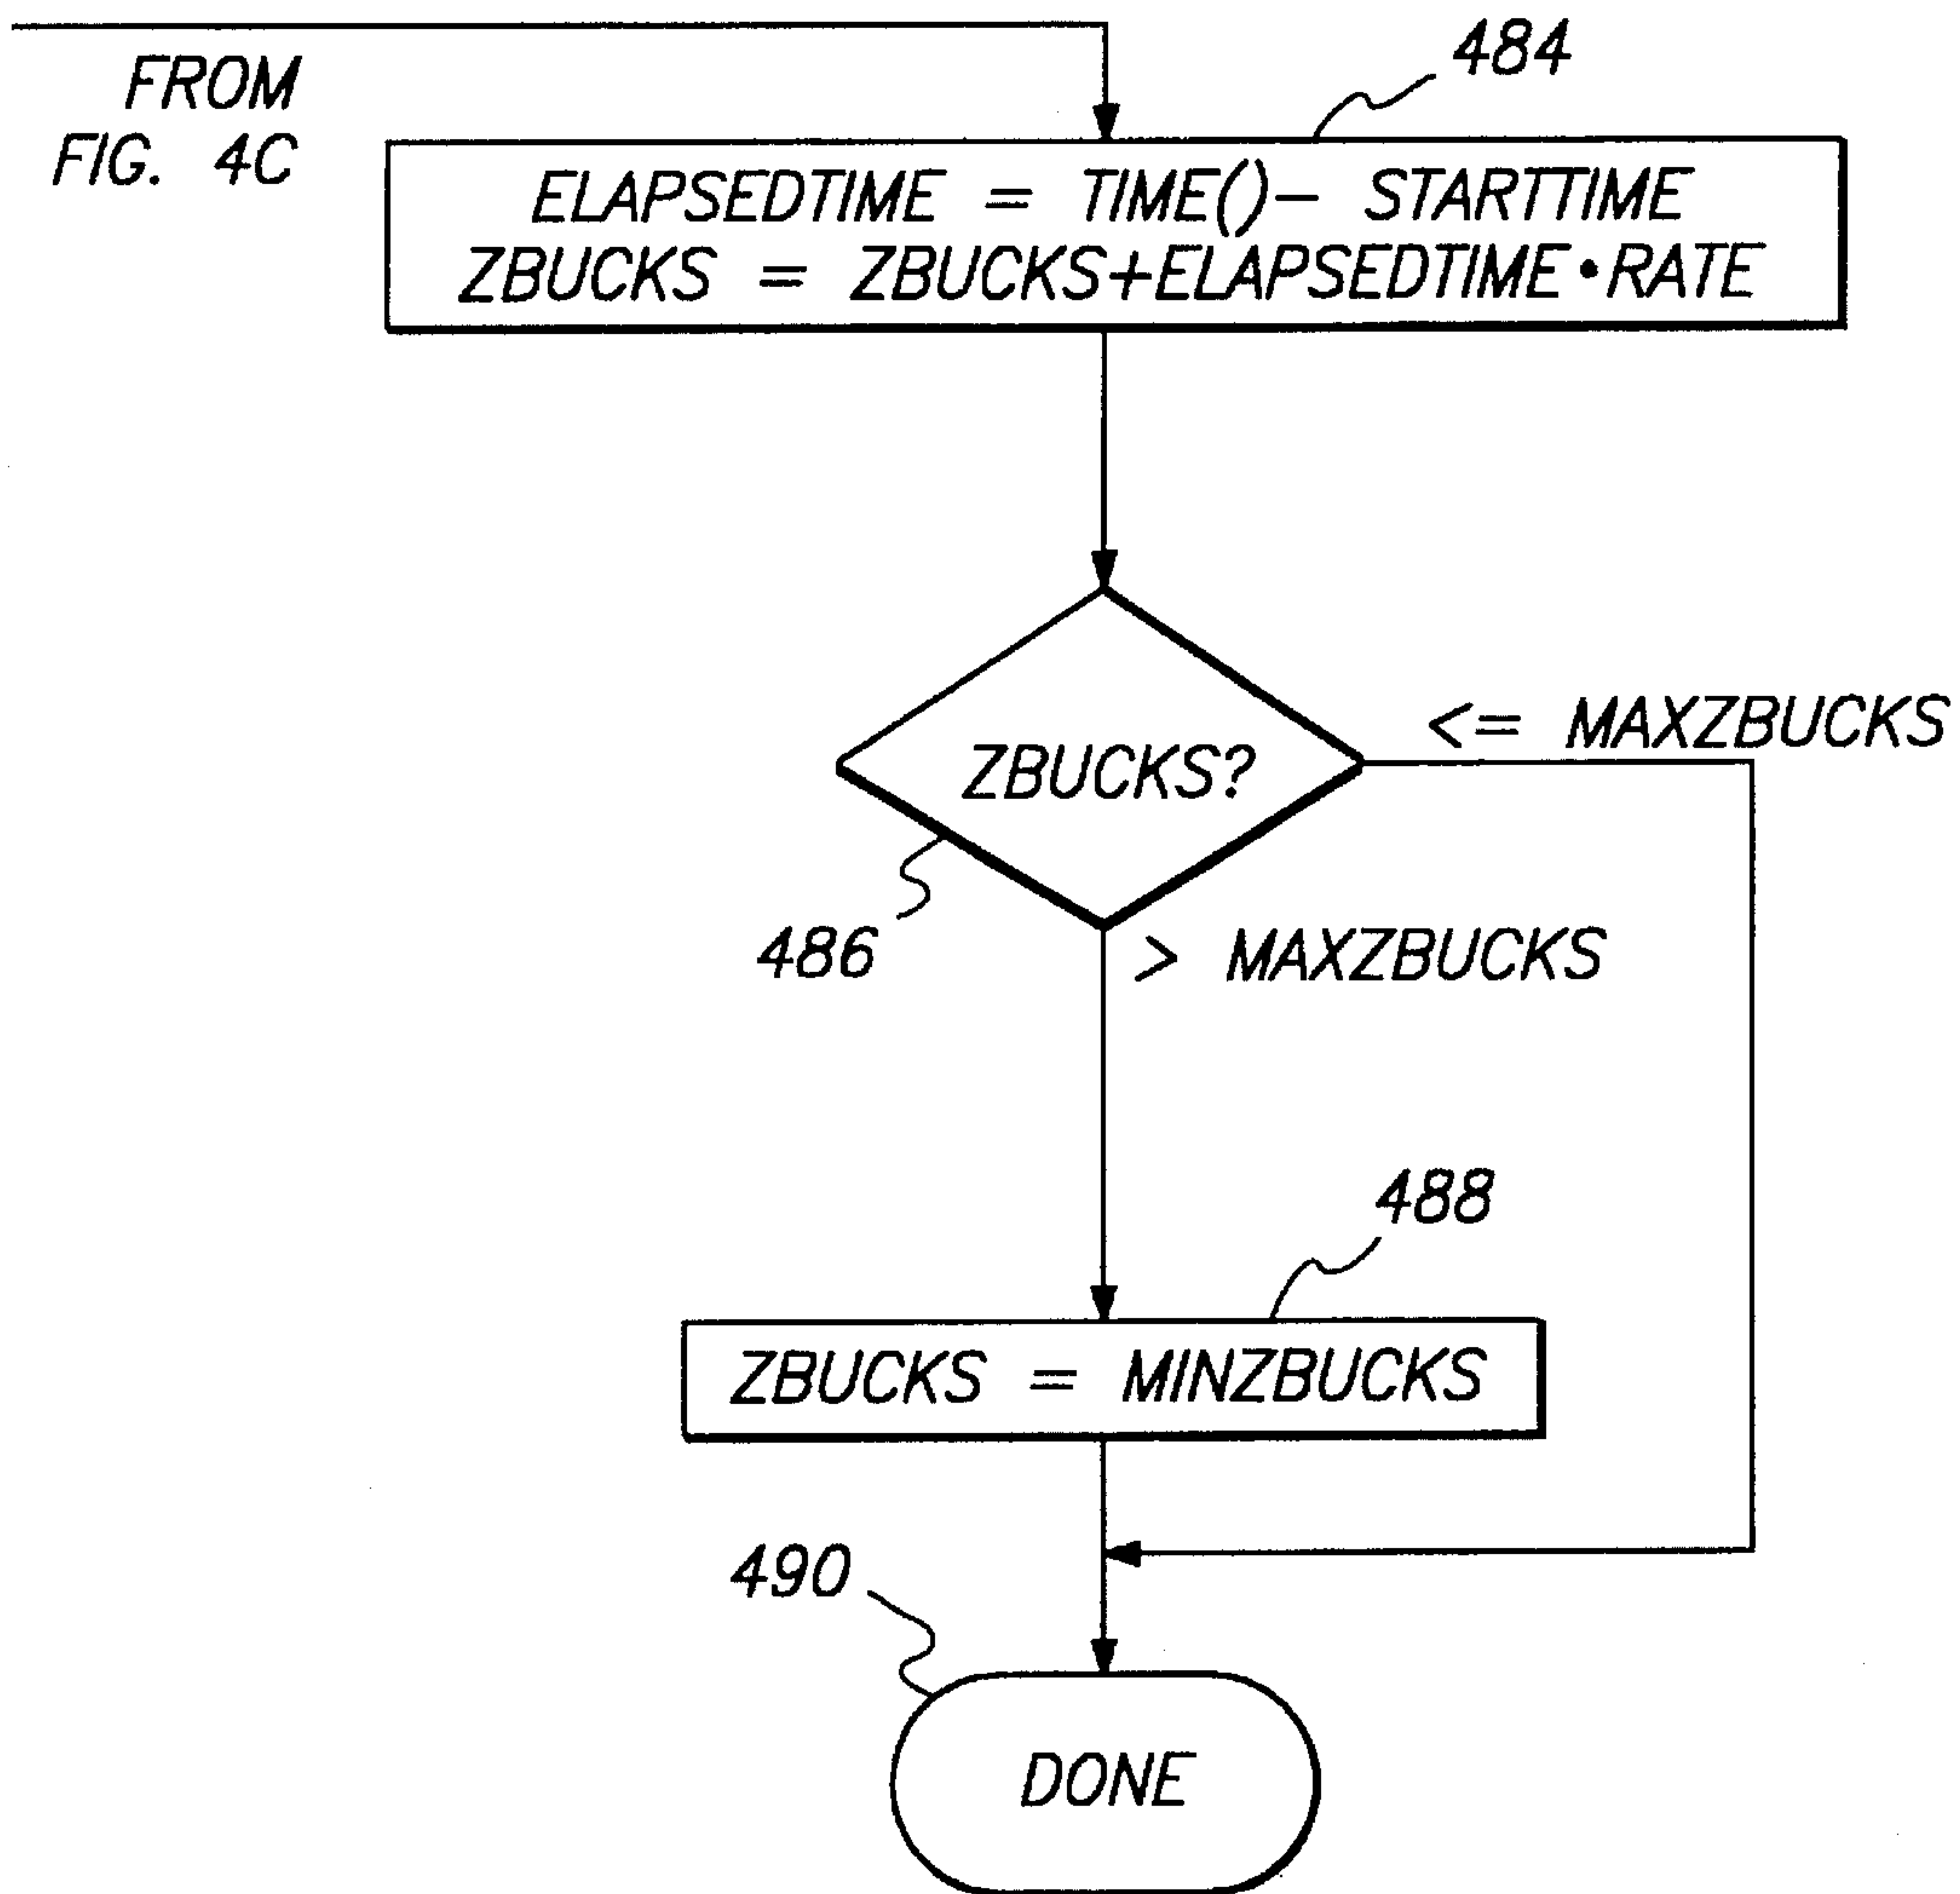 FROM
FIG. 4C
484
ELAPSEDTIME = TIME()- STARTTIME
ZBUCKS = ZBUCKS+ELAPSEDTIME•RATE
<= MAXZBUCKS
ZBUCKS?
486
> MAXZBUCKS
488
ZBUCKS = MINZBUCKS
490
DONE